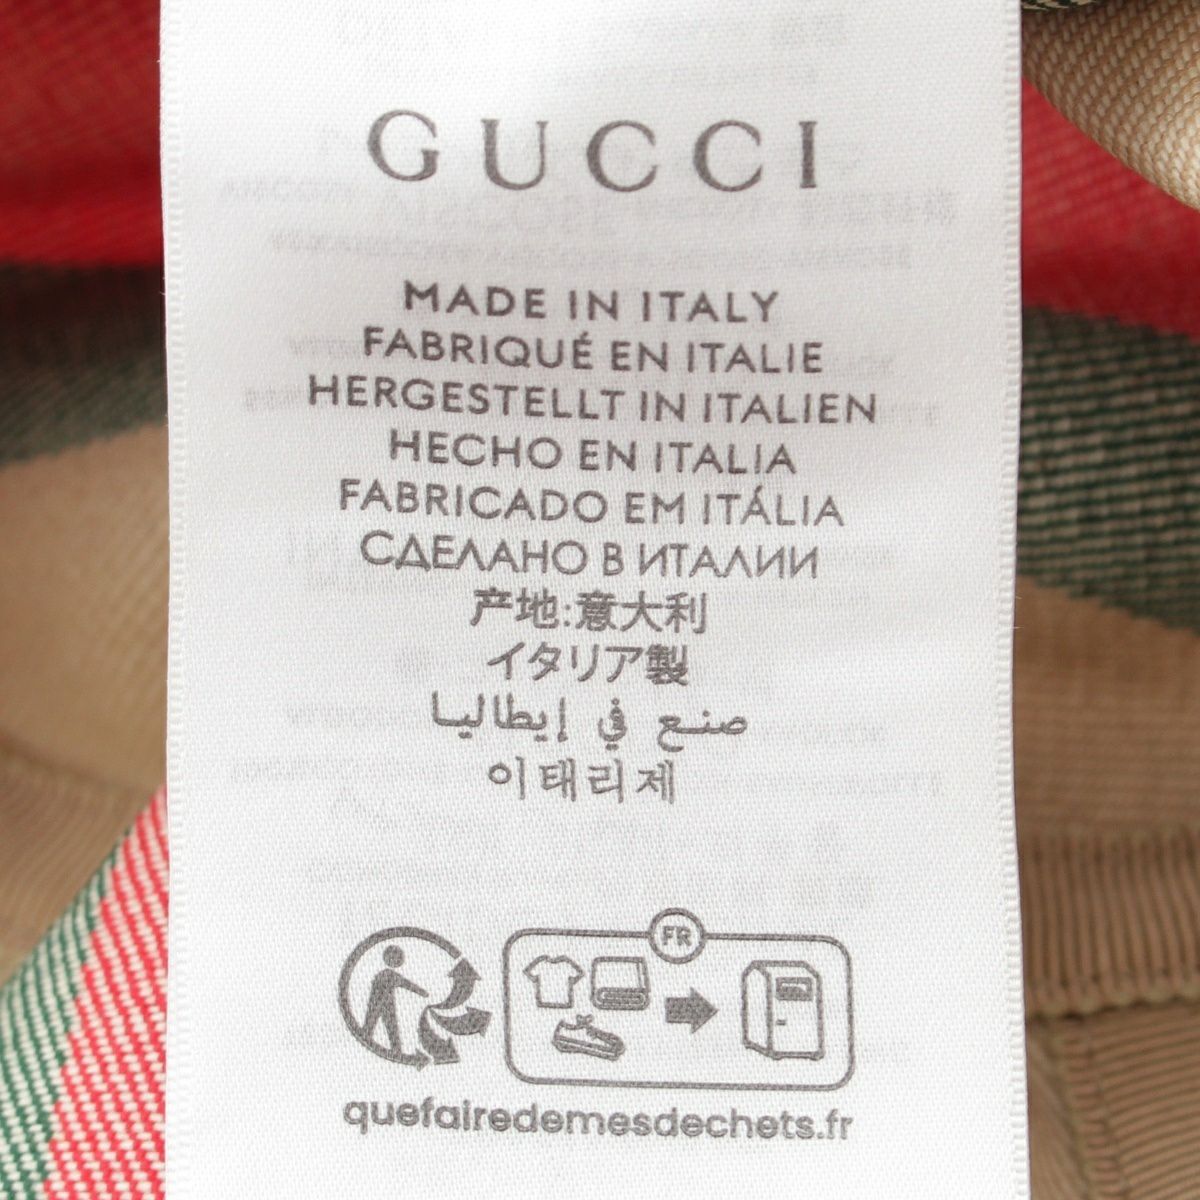 GUCCI
MADE IN ITALY
FABRIQUÉ EN ITALIE
HERGESTELLT IN ITALIEN
HECHO EN ITALIA
FABRICADO EM ITÁLIA
СДЕЛАНО В ИТАЛИИ
产地:意大利
イタリア製
صنع في إيطاليا
이태리제
FR
quefairedemesdechets.fr